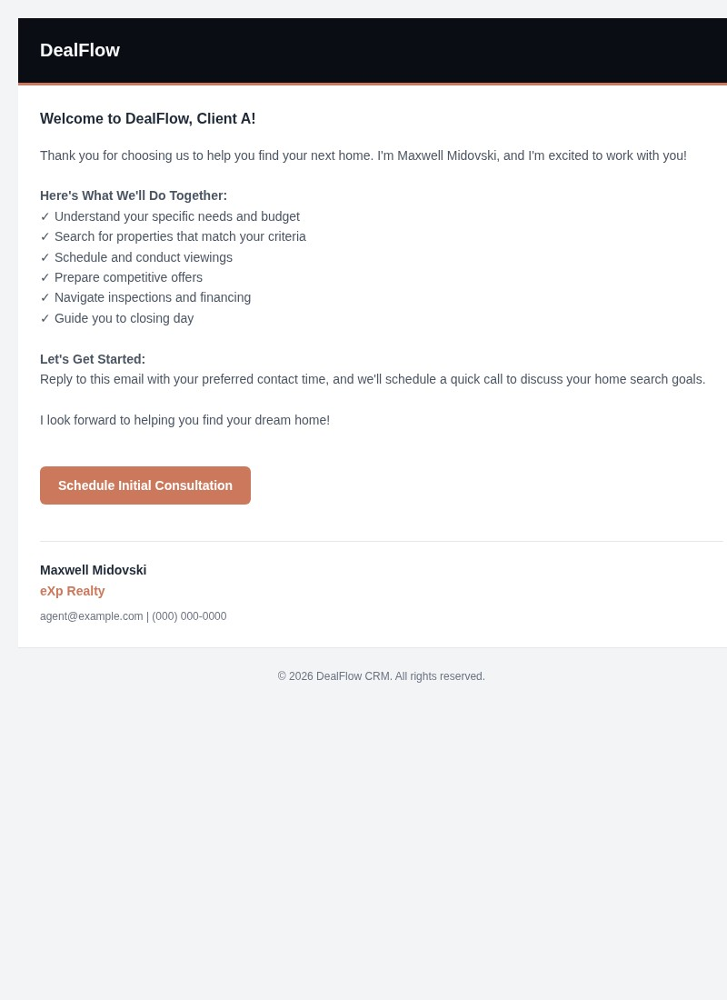 DealFlow
Welcome to DealFlow, Client A!
Thank you for choosing us to help you find your next home. I'm Maxwell Midovski, and I'm excited to work with you!
Here's What We'll Do Together:
✓ Understand your specific needs and budget
✓ Search for properties that match your criteria
✓ Schedule and conduct viewings
✓ Prepare competitive offers
✓ Navigate inspections and financing
✓ Guide you to closing day
Let's Get Started:
Reply to this email with your preferred contact time, and we'll schedule a quick call to discuss your home search goals.
I look forward to helping you find your dream home!
Schedule Initial Consultation
Maxwell Midovski
eXp Realty
agent@example.com | (000) 000-0000
© 2026 DealFlow CRM. All rights reserved.